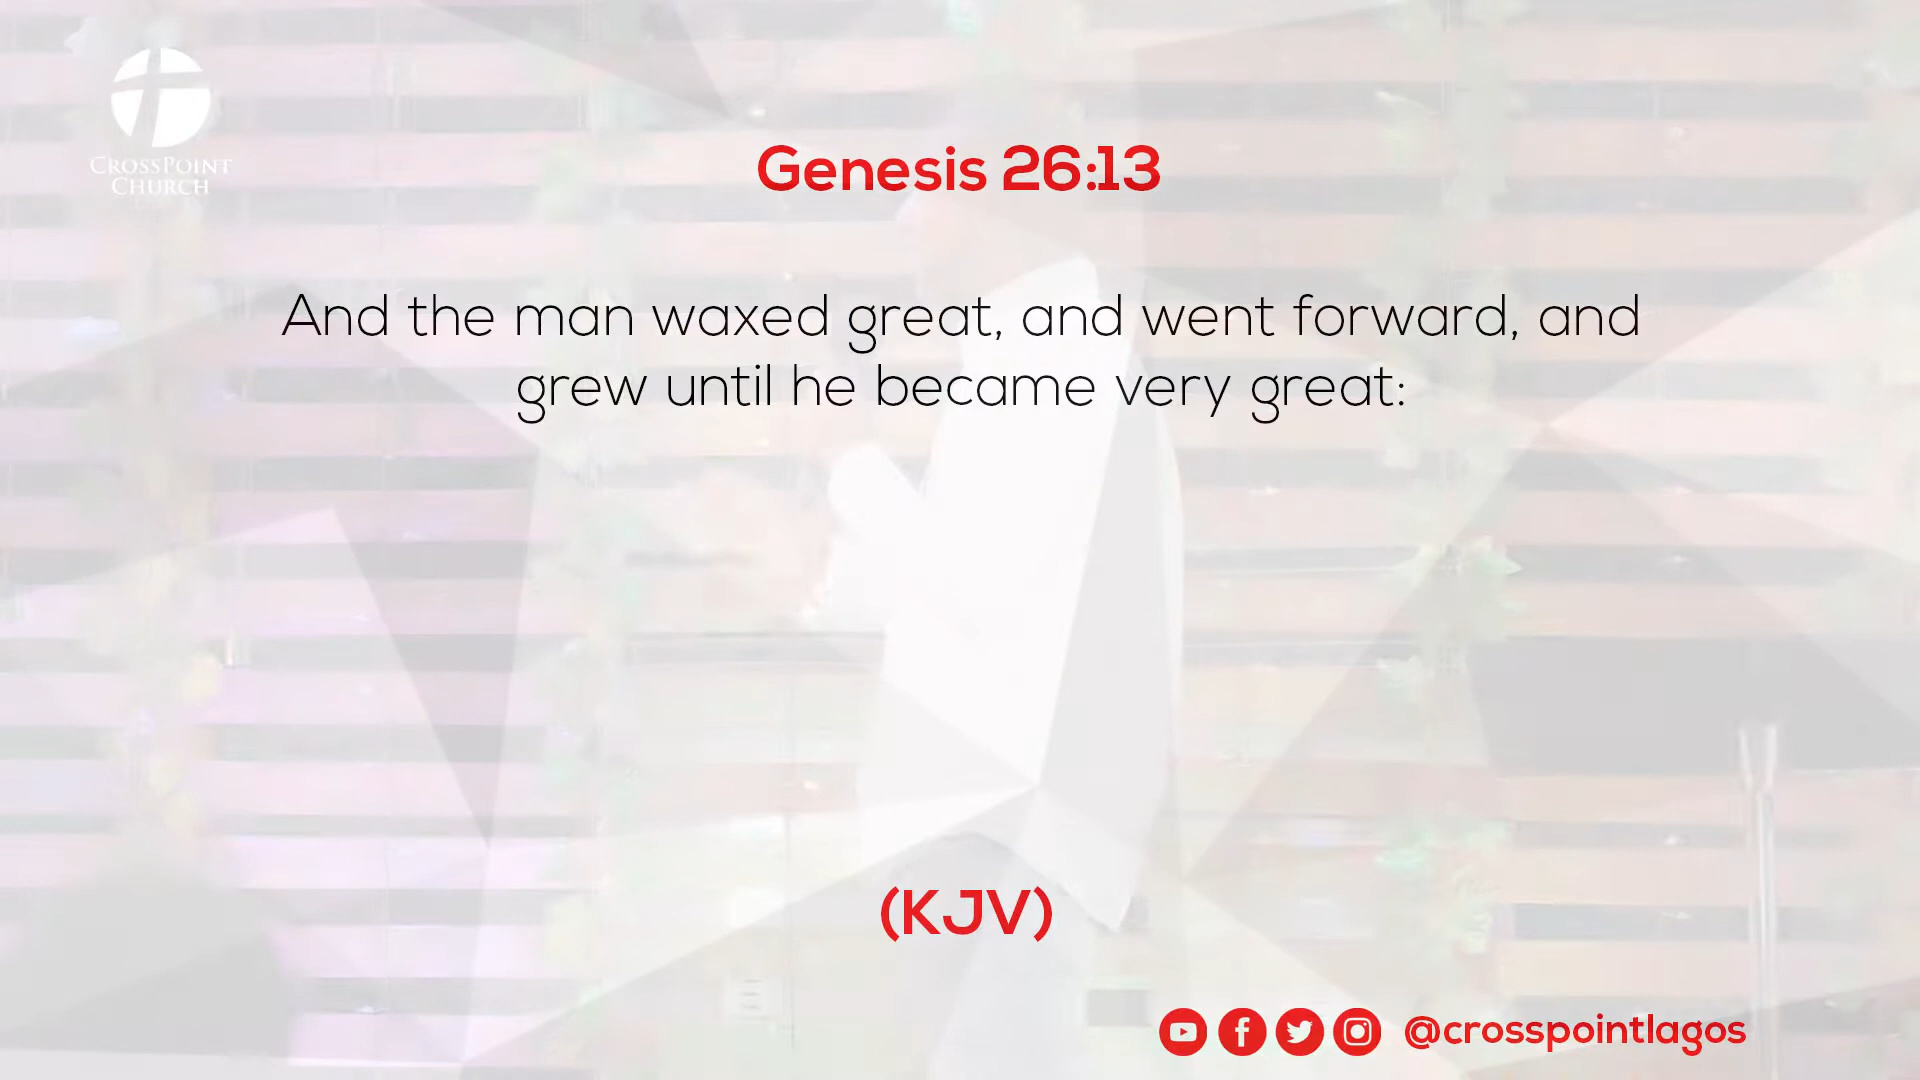 CROSSPOINT
CHURCH
Genesis 26:13
And the man waxed great, and went forward, and
grew until he became very great:
(KJV)
@crosspointlagos